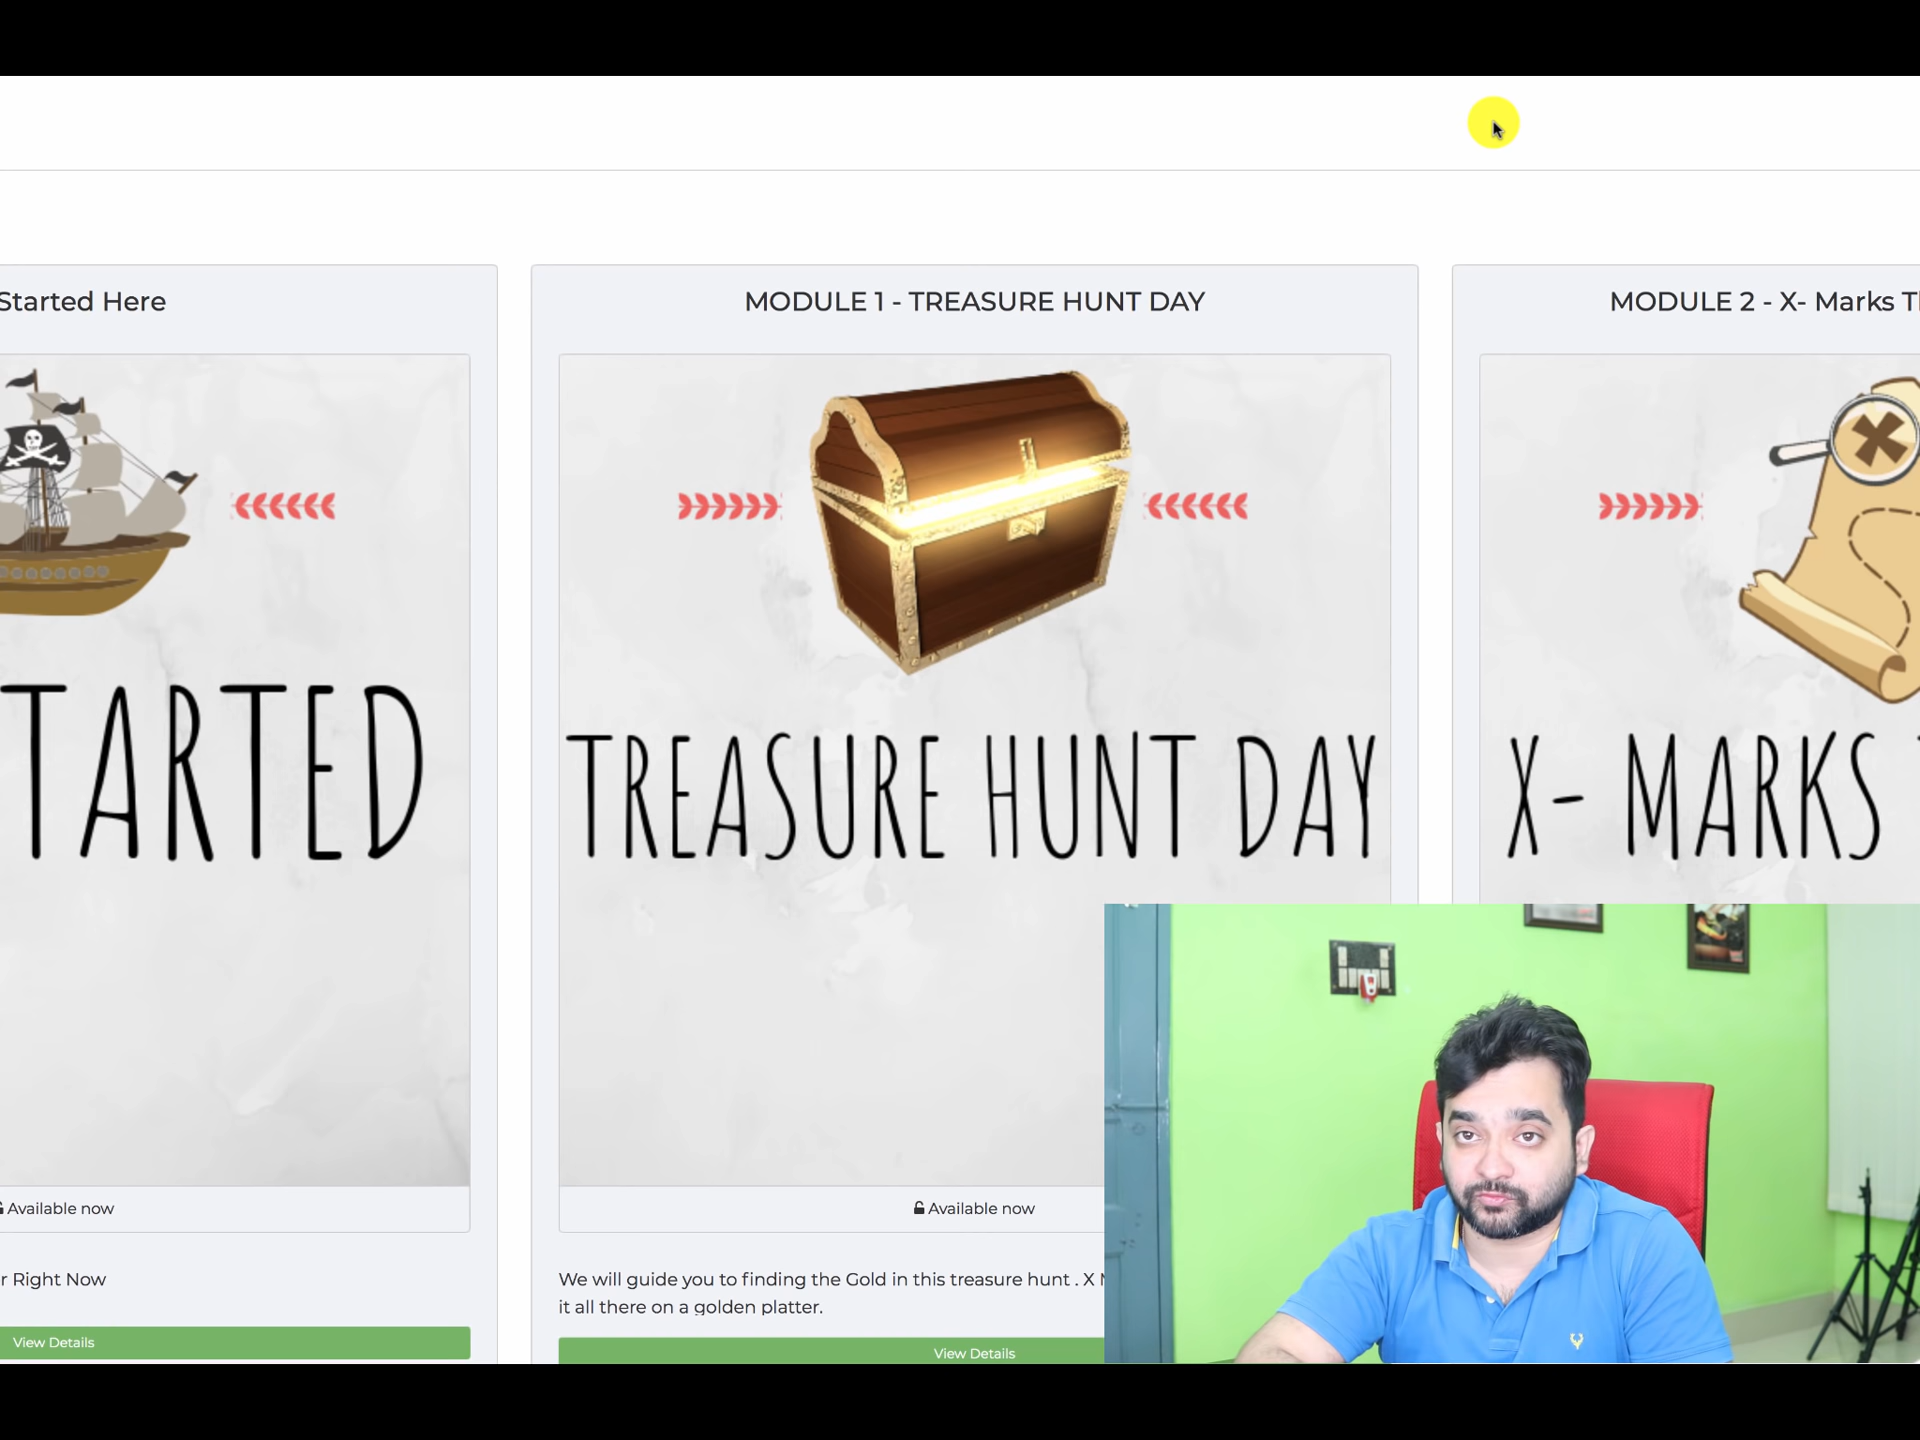 Started Here
MODULE 1 - TREASURE HUNT DAY
MODULE 2 - X- Marks
TARTED
TREASURE HUNT DAY
X- MARKS
Available now
Available now
r Right Now
We will guide you to finding the Gold in this treasure hunt . X
it all there on a golden platter.
View Details
View Details